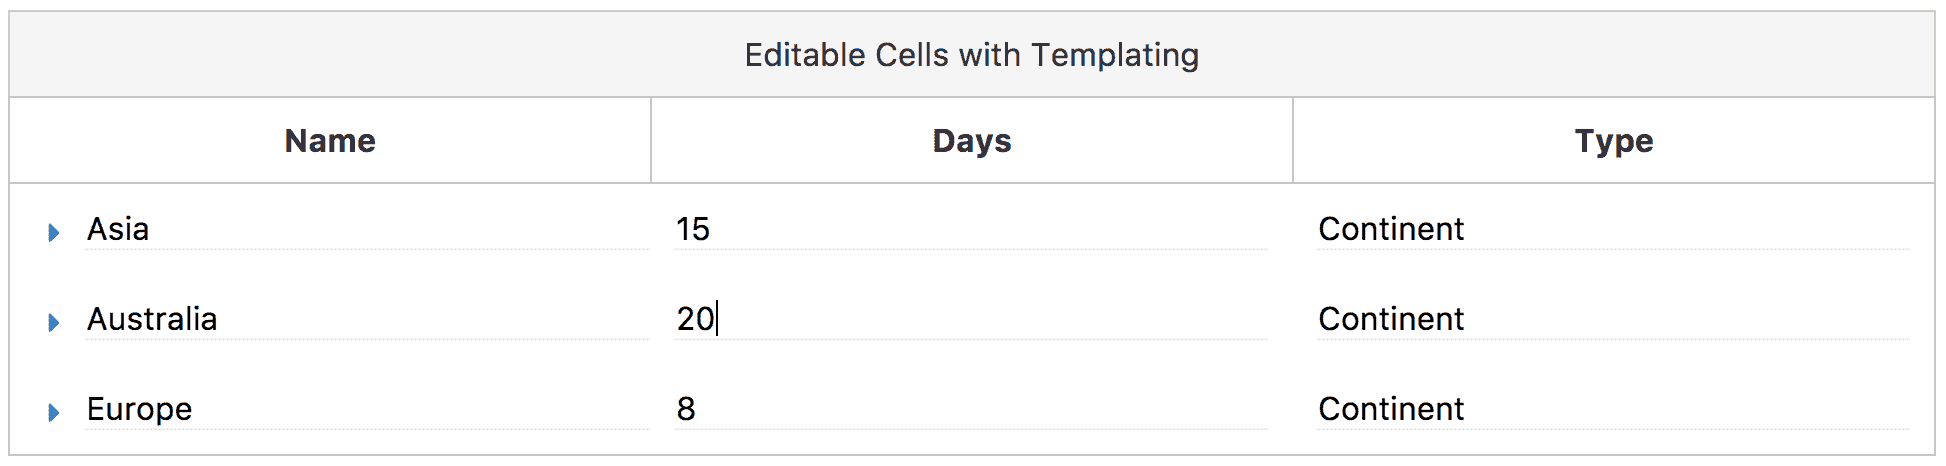 Editable Cells with Templating
Name Days Type
Asia 15 Continent
Australia 20 Continent
Europe 8 Continent